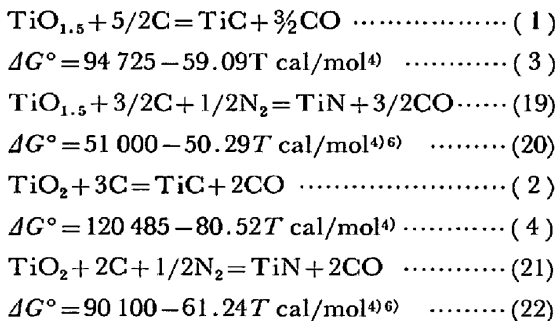 TiO₁.₅+5/2C=TiC+3/2CO ………………( 1 )
ΔG°=94 725−59.09T cal/mol⁴⁾ …………( 3 )
TiO₁.₅+3/2C+1/2N₂=TiN+3/2CO……(19)
ΔG°=51 000−50.29T cal/mol⁴⁾⁶⁾ ………(20)
TiO₂+3C=TiC+2CO …………………( 2 )
ΔG°=120 485−80.52T cal/mol⁴⁾…………( 4 )
TiO₂+2C+1/2N₂=TiN+2CO …………(21)
ΔG°=90 100−61.24T cal/mol⁴⁾⁶⁾ ………(22)